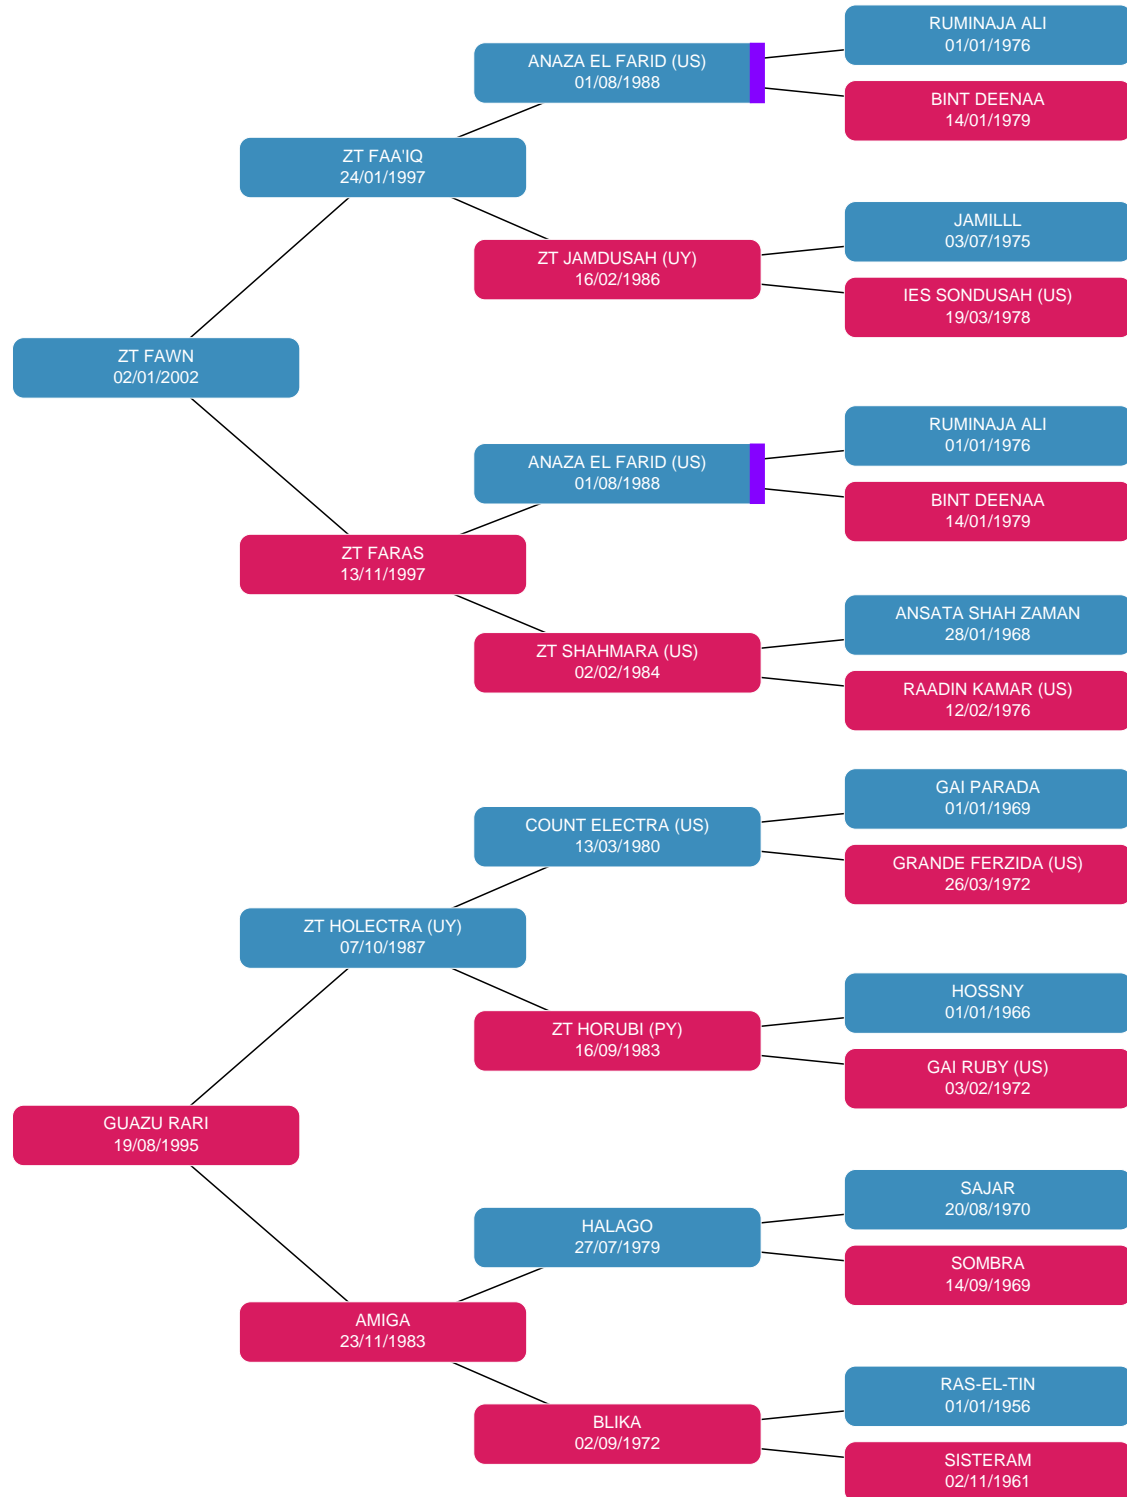 RUMINAJA ALI
01/01/1976
ANAZA EL FARID (US)
01/08/1988
BINT DEENAA
14/01/1979
ZT FAA'IQ
24/01/1997
JAMILLL
03/07/1975
ZT JAMDUSAH (UY)
16/02/1986
IES SONDUSAH (US)
19/03/1978
ZT FAWN
02/01/2002
RUMINAJA ALI
01/01/1976
ANAZA EL FARID (US)
01/08/1988
BINT DEENAA
14/01/1979
ZT FARAS
13/11/1997
ANSATA SHAH ZAMAN
28/01/1968
ZT SHAHMARA (US)
02/02/1984
RAADIN KAMAR (US)
12/02/1976
GAI PARADA
01/01/1969
COUNT ELECTRA (US)
13/03/1980
GRANDE FERZIDA (US)
26/03/1972
ZT HOLECTRA (UY)
07/10/1987
HOSSNY
01/01/1966
ZT HORUBI (PY)
16/09/1983
GAI RUBY (US)
03/02/1972
GUAZU RARI
19/08/1995
SAJAR
20/08/1970
HALAGO
27/07/1979
SOMBRA
14/09/1969
AMIGA
23/11/1983
RAS-EL-TIN
01/01/1956
BLIKA
02/09/1972
SISTERAM
02/11/1961